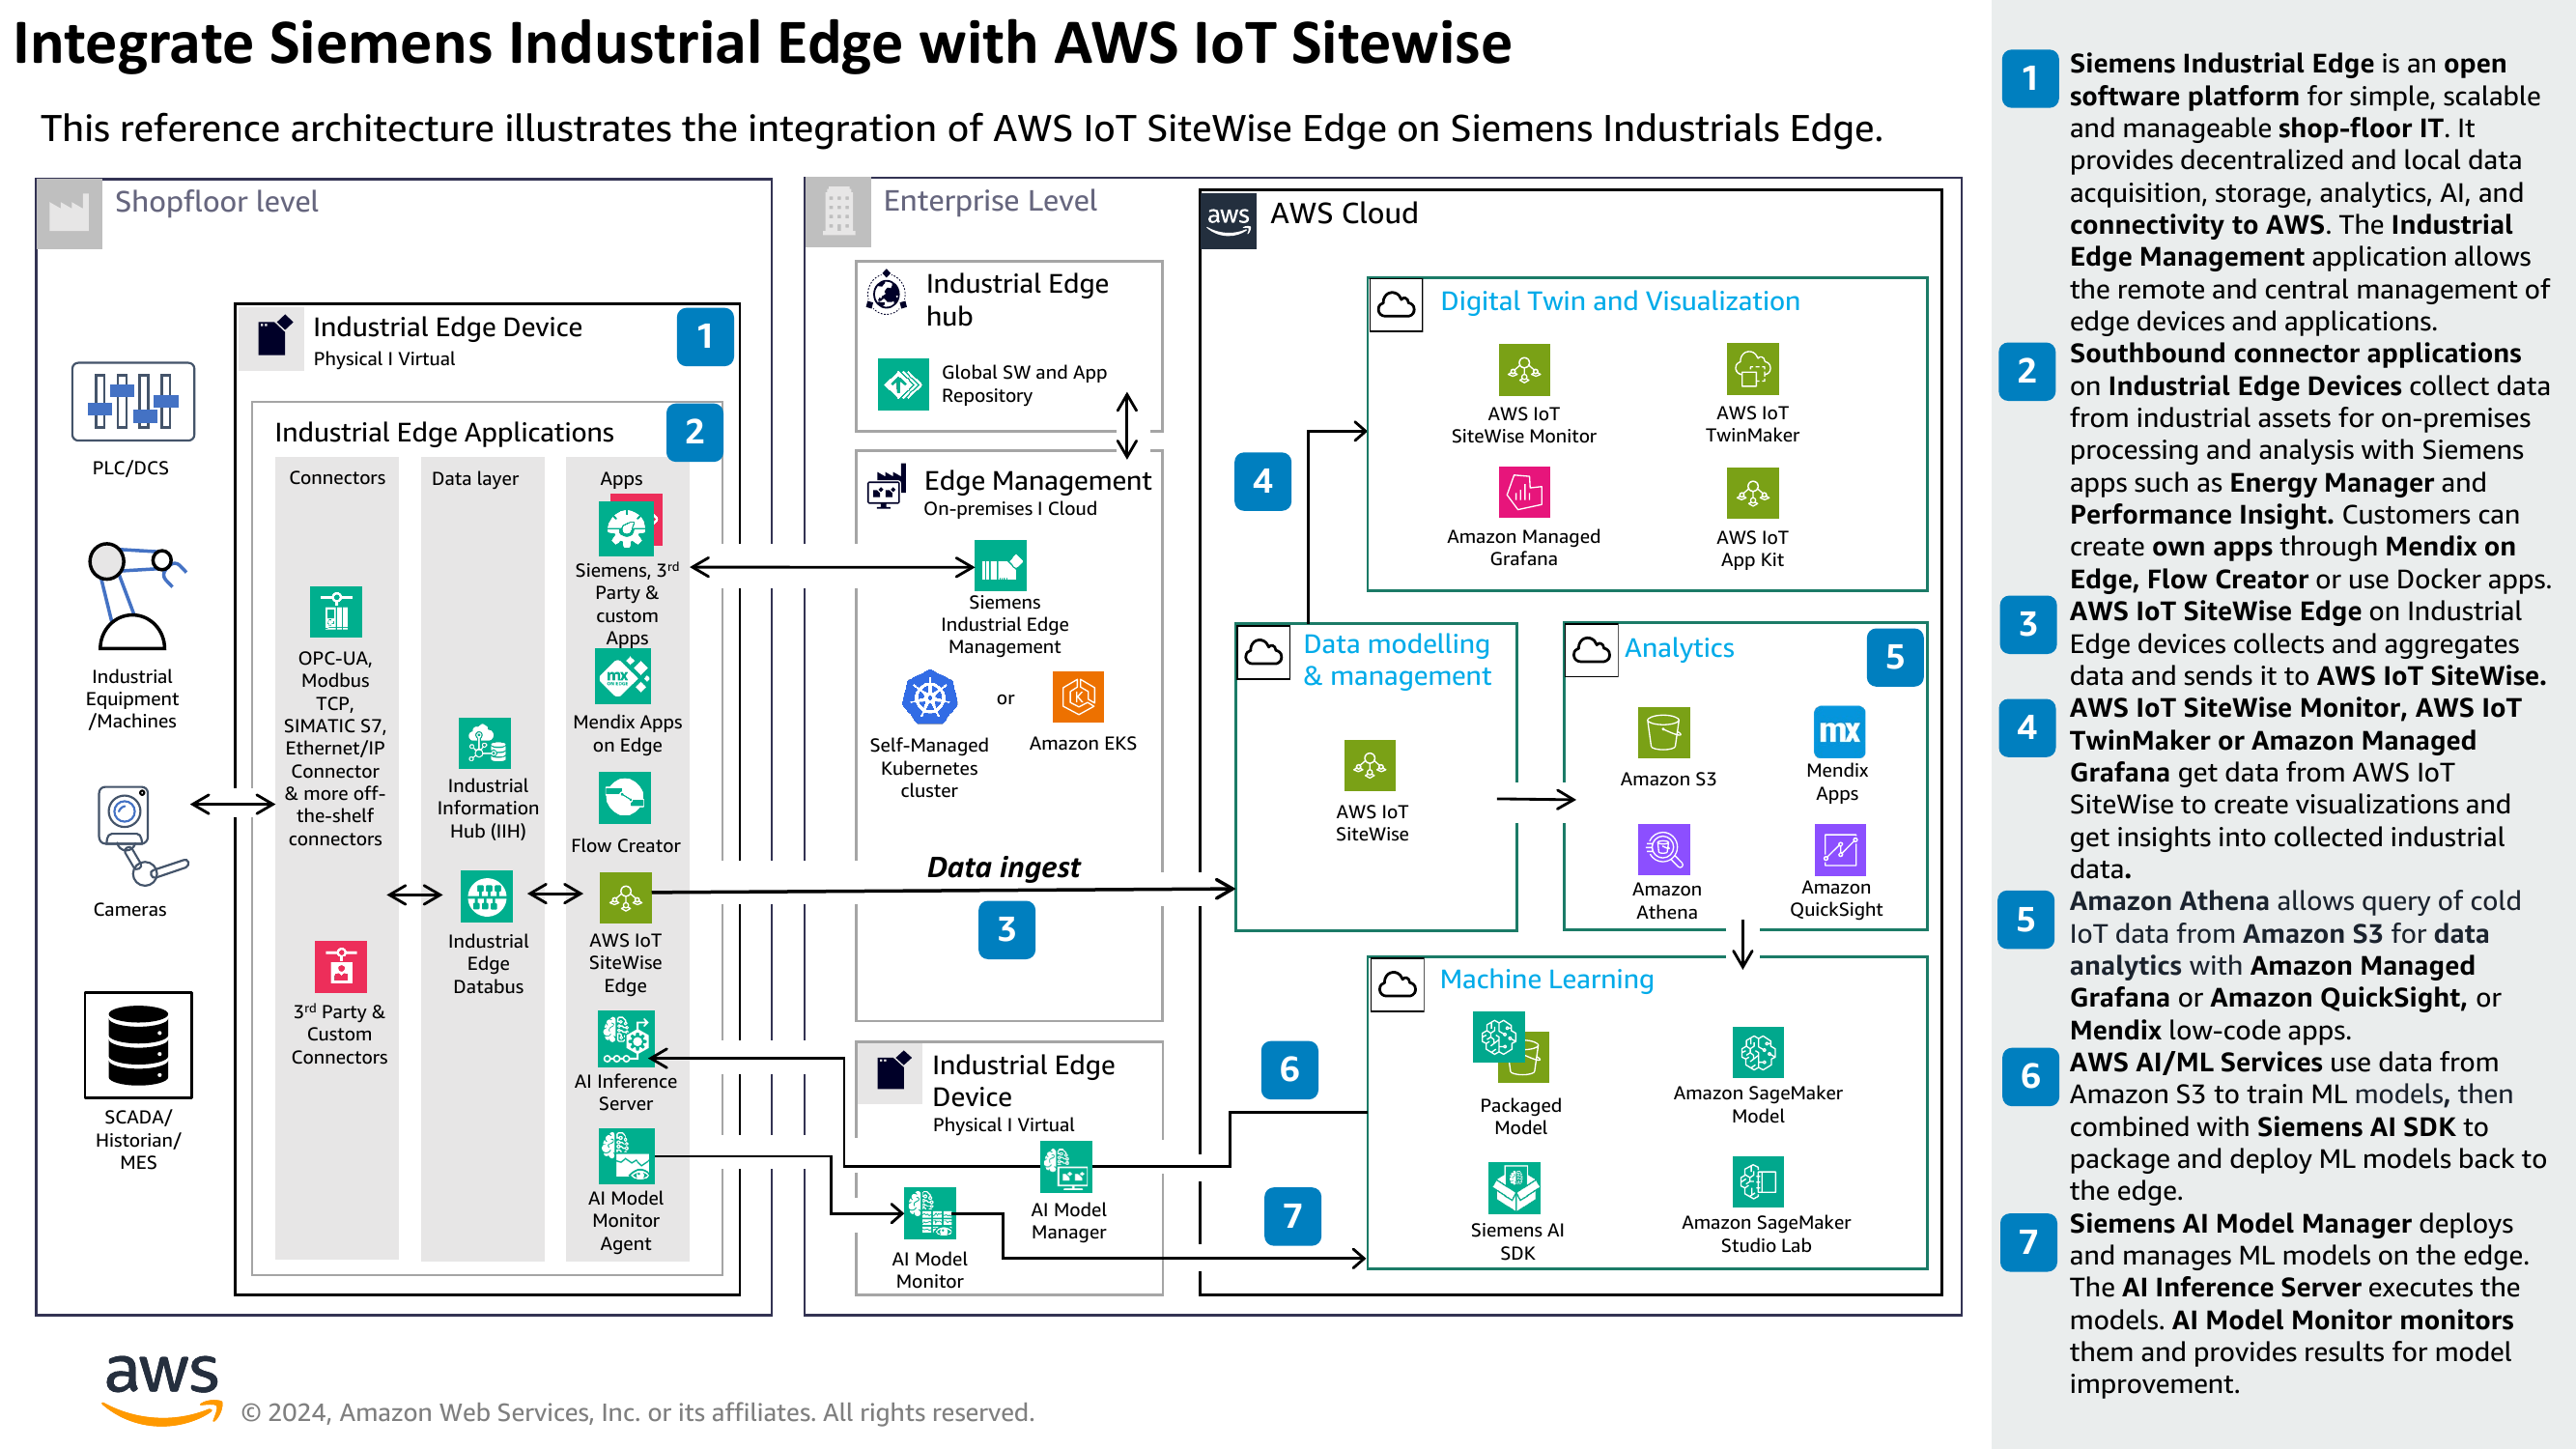 Integrate Siemens Industrial Edge with AWS IoT Sitewise
This reference architecture illustrates the integration of AWS IoT SiteWise Edge on Siemens Industrials Edge.
Shopfloor level
PLC/DCS
Industrial
Equipment
/Machines
Cameras
SCADA/
Historian/
MES
Industrial Edge Device
Physical I Virtual
1
Industrial Edge Applications
2
Connectors
OPC-UA,
Modbus
TCP,
SIMATIC S7,
Ethernet/IP
Connector
& more off-
the-shelf
connectors
3rd Party &
Custom
Connectors
Data layer
Industrial
Information
Hub (IIH)
Industrial
Edge
Databus
Apps
Siemens, 3rd
Party &
custom
Apps
mx
ON EDGE
Mendix Apps
on Edge
Flow Creator
AWS IoT
SiteWise
Edge
AI Inference
Server
AI Model
Monitor
Agent
Enterprise Level
Industrial Edge
hub
Global SW and App
Repository
Edge Management
On-premises I Cloud
Siemens
Industrial Edge
Management
Self-Managed
Kubernetes
cluster
or
Amazon EKS
Data ingest
3
Industrial Edge
Device
Physical I Virtual
AI Model
Manager
AI Model
Monitor
aws
AWS Cloud
Digital Twin and Visualization
AWS IoT
SiteWise Monitor
AWS IoT
TwinMaker
Amazon Managed
Grafana
AWS IoT
App Kit
4
Data modelling
& management
AWS IoT
SiteWise
Analytics
5
Amazon S3
mx
Mendix
Apps
Amazon
Athena
Amazon
QuickSight
Machine Learning
6
Packaged
Model
Amazon SageMaker
Model
7
Siemens AI
SDK
Amazon SageMaker
Studio Lab
aws
© 2024, Amazon Web Services, Inc. or its affiliates. All rights reserved.
1
Siemens Industrial Edge is an open
software platform for simple, scalable
and manageable shop-floor IT. It
provides decentralized and local data
acquisition, storage, analytics, AI, and
connectivity to AWS. The Industrial
Edge Management application allows
the remote and central management of
edge devices and applications.
2
Southbound connector applications
on Industrial Edge Devices collect data
from industrial assets for on-premises
processing and analysis with Siemens
apps such as Energy Manager and
Performance Insight. Customers can
create own apps through Mendix on
Edge, Flow Creator or use Docker apps.
3
AWS IoT SiteWise Edge on Industrial
Edge devices collects and aggregates
data and sends it to AWS IoT SiteWise.
4
AWS IoT SiteWise Monitor, AWS IoT
TwinMaker or Amazon Managed
Grafana get data from AWS IoT
SiteWise to create visualizations and
get insights into collected industrial
data.
5
Amazon Athena allows query of cold
IoT data from Amazon S3 for data
analytics with Amazon Managed
Grafana or Amazon QuickSight, or
Mendix low-code apps.
6
AWS AI/ML Services use data from
Amazon S3 to train ML models, then
combined with Siemens AI SDK to
package and deploy ML models back to
the edge.
7
Siemens AI Model Manager deploys
and manages ML models on the edge.
The AI Inference Server executes the
models. AI Model Monitor monitors
them and provides results for model
improvement.